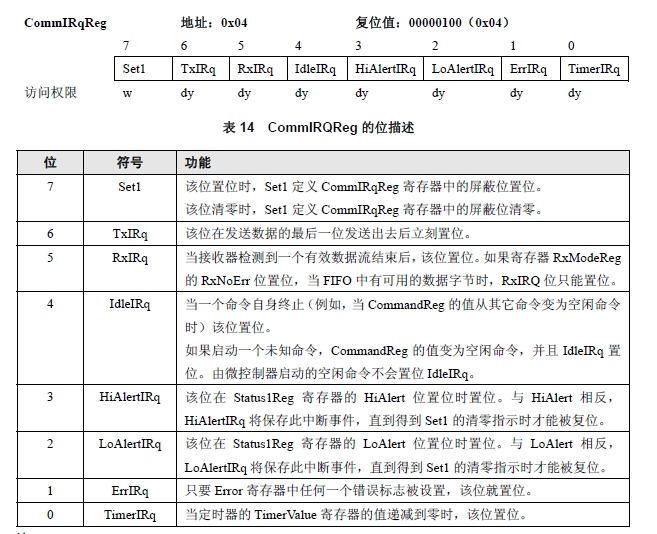 CommIRqReg 地址：0x04 复位值：00000100（0x04）
7 6 5 4 3 2 1 0
Set1 TxIRq RxIRq IdleIRq HiAlertIRq LoAlertIRq ErrIRq TimerIRq
访问权限 w dy dy dy dy dy dy dy
表 14 CommIRQReg 的位描述
位 符号 功能
7 Set1 该位置位时，Set1 定义 CommIRqReg 寄存器中的屏蔽位置位。
该位清零时，Set1 定义 CommIRqReg 寄存器中的屏蔽位清零。
6 TxIRq 该位在发送数据的最后一位发送出去后立刻置位。
5 RxIRq 当接收器检测到一个有效数据流结束后，该位置位。如果寄存器 RxModeReg
的 RxNoErr 位置位，当 FIFO 中有可用的数据字节时，RxIRQ 位只能置位。
4 IdleIRq 当一个命令自身终止（例如，当 CommandReg 的值从其它命令变为空闲命令
时）该位置位。
如果启动一个未知命令，CommandReg 的值变为空闲命令，并且 IdleIRq 置
位。由微控制器启动的空闲命令不会置位 IdleIRq。
3 HiAlertIRq 该位在 Status1Reg 寄存器的 HiAlert 位置位时置位。与 HiAlert 相反，
HiAlertIRq 将保存此中断事件，直到得到 Set1 的清零指示时才能被复位。
2 LoAlertIRq 该位在 Status1Reg 寄存器的 LoAlert 位置位时置位。与 LoAlert 相反，
LoAlertIRq 将保存此中断事件，直到得到 Set1 的清零指示时才能被复位。
1 ErrIRq 只要 Error 寄存器中任何一个错误标志被设置，该位就置位。
0 TimerIRq 当定时器的 TimerValue 寄存器的值递减到零时，该位置位。